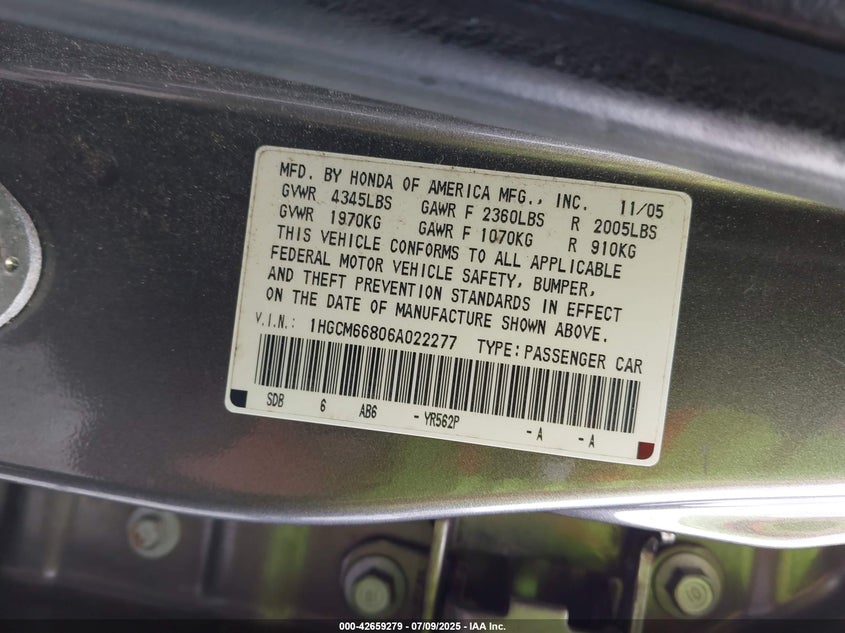 MFD. BY HONDA OF AMERICA MFG., INC. 11/05
GVWR 4345LBS GAWR F 2360LBS R 2005LBS
GVWR 1970KG GAWR F 1070KG R 910KG
THIS VEHICLE CONFORMS TO ALL APPLICABLE
FEDERAL MOTOR VEHICLE SAFETY, BUMPER,
AND THEFT PREVENTION STANDARDS IN EFFECT
ON THE DATE OF MANUFACTURE SHOWN ABOVE.
V.I.N.: 1HGCM66806A022277 TYPE:PASSENGER CAR
SDB 6 AB6 -YR562P -A -A
10
000-42659279 - 07/09/2025 - IAA Inc.